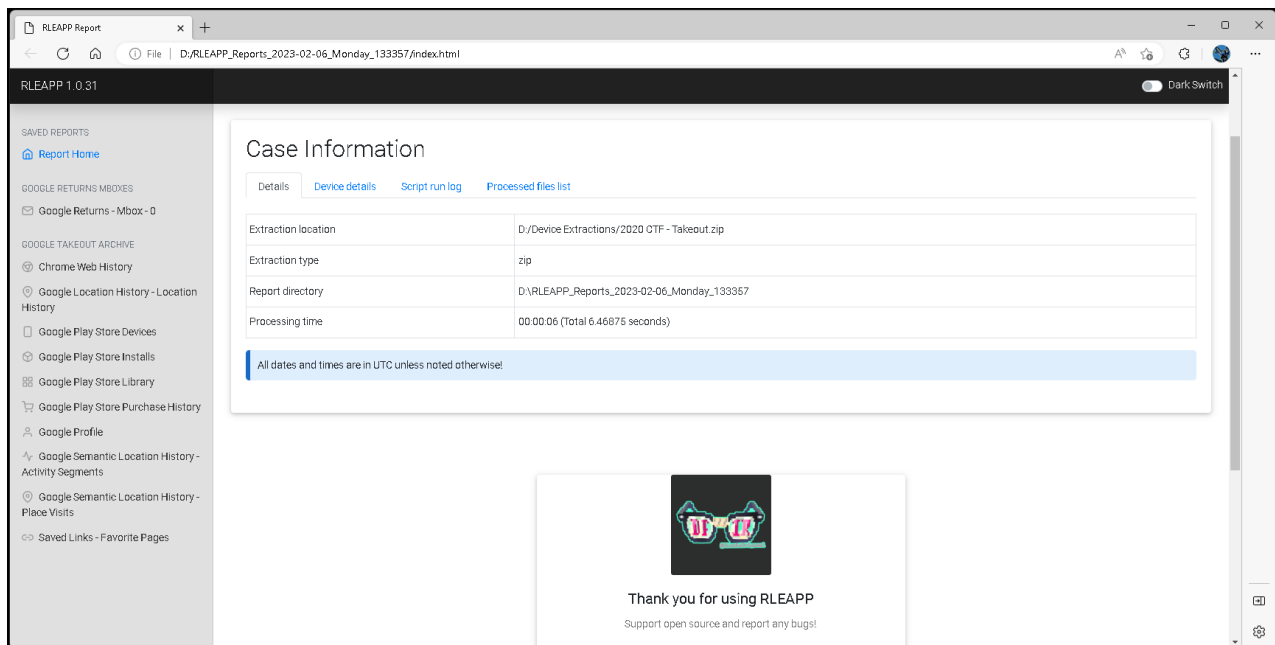 RLEAPP Report
File
D:/RLEAPP_Reports_2023-02-06_Monday_133357/index.html
RLEAPP 1.0.31
Dark Switch
SAVED REPORTS
Report Home
GOOGLE RETURNS MBOXES
Google Returns - Mbox - 0
GOOGLE TAKEOUT ARCHIVE
Chrome Web History
Google Location History - Location
History
Google Play Store Devices
Google Play Store Installs
Google Play Store Library
Google Play Store Purchase History
Google Profile
Google Semantic Location History -
Activity Segments
Google Semantic Location History -
Place Visits
Saved Links - Favorite Pages
Case Information
Details
Device details
Script run log
Processed files list
Extraction location
D:/Device Extractions/2020 CTF - Takeout.zip
Extraction type
zip
Report directory
D:\RLEAPP_Reports_2023-02-06_Monday_133357
Processing time
00:00:06 (Total 6.46875 seconds)
All dates and times are in UTC unless noted otherwise!
DF IR
Thank you for using RLEAPP
Support open source and report any bugs!